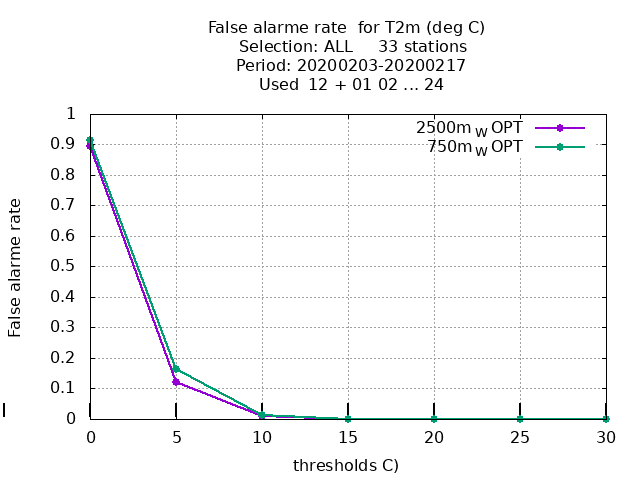 False alarme rate  for T2m (deg C)
Selection: ALL     33 stations
Period: 20200203-20200217
Used  12 + 01 02 ... 24
2500m W OPT
750m W OPT
False alarme rate
1
0.9
0.8
0.7
0.6
0.5
0.4
0.3
0.2
0.1
0
0 5 10 15 20 25 30
thresholds C)